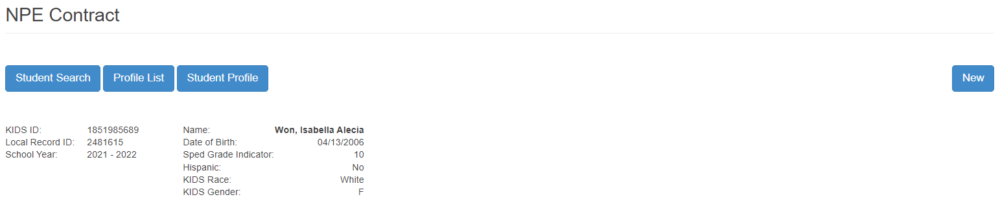 NPE Contract
Student Search Profile List Student Profile New
KIDS ID: 1851985689 Name: Won, Isabella Alecia
Local Record ID: 2481615 Date of Birth: 04/13/2006
School Year: 2021 - 2022 Sped Grade Indicator: 10
Hispanic: No
KIDS Race: White
KIDS Gender: F